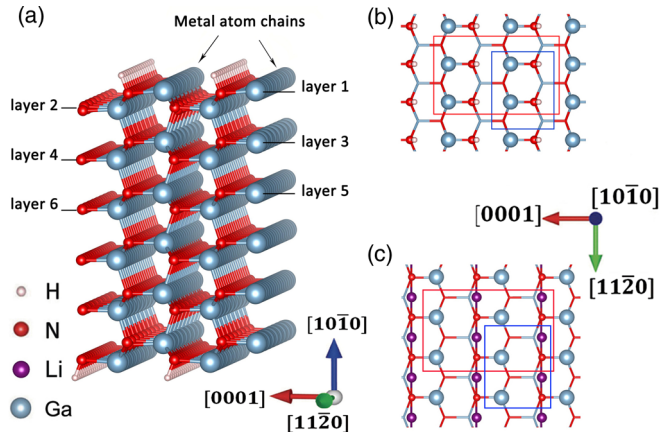 (a)
Metal atom chains
layer 1
layer 2
layer 3
layer 4
layer 5
layer 6
H
N
Li
Ga
[101̅0]
[0001]
[112̅0]
(b)
[101̅0]
[0001]
[112̅0]
(c)